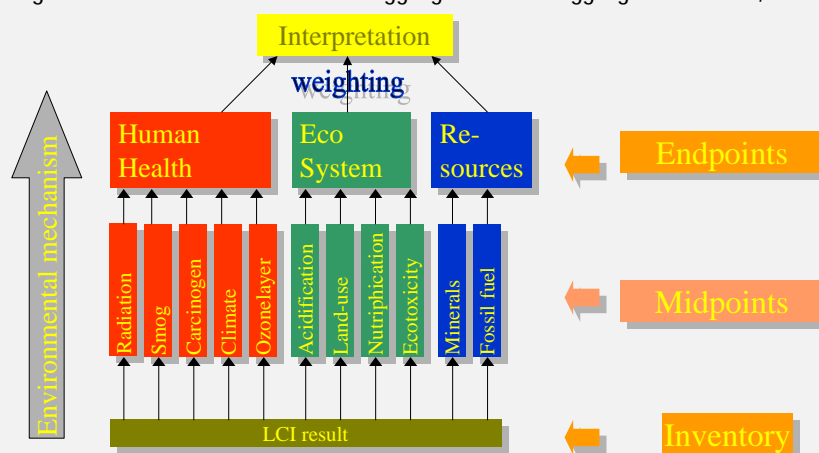 Interpretation
weighting
Human
Health
Eco
System
Re-
sources
Endpoints
Environmental mechanism
Radiation
Smog
Carcinogen
Climate
Ozonelayer
Acidification
Land-use
Nutriphication
Ecotoxicity
Minerals
Fossil fuel
Midpoints
LCI result
Inventory